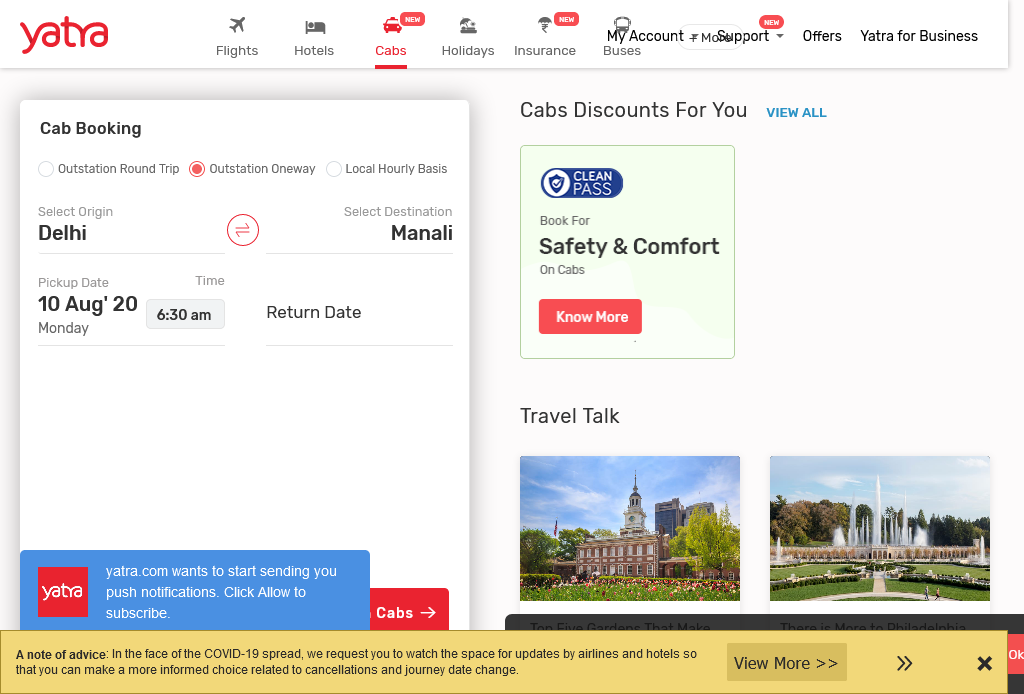 yatra
Flights
Hotels
NEW
Cabs
Holidays
NEW
Insurance
Buses
My Account
More
NEW
Support
Offers
Yatra for Business
Cab Booking
Outstation Round Trip
Outstation Oneway
Local Hourly Basis
Select Origin
Delhi
Select Destination
Manali
Pickup Date
10 Aug' 20
Monday
Time
6:30 am
Return Date
Cabs Discounts For You
VIEW ALL
CLEAN
PASS
Book For
Safety & Comfort
On Cabs
Know More
Travel Talk
Top Five Gardens That Make
There is More to Philadelphia
yatra
yatra.com wants to start sending you
push notifications. Click Allow to
subscribe.
Cabs
A note of advice: In the face of the COVID-19 spread, we request you to watch the space for updates by airlines and hotels so
that you can make a more informed choice related to cancellations and journey date change.
View More >>
Ok